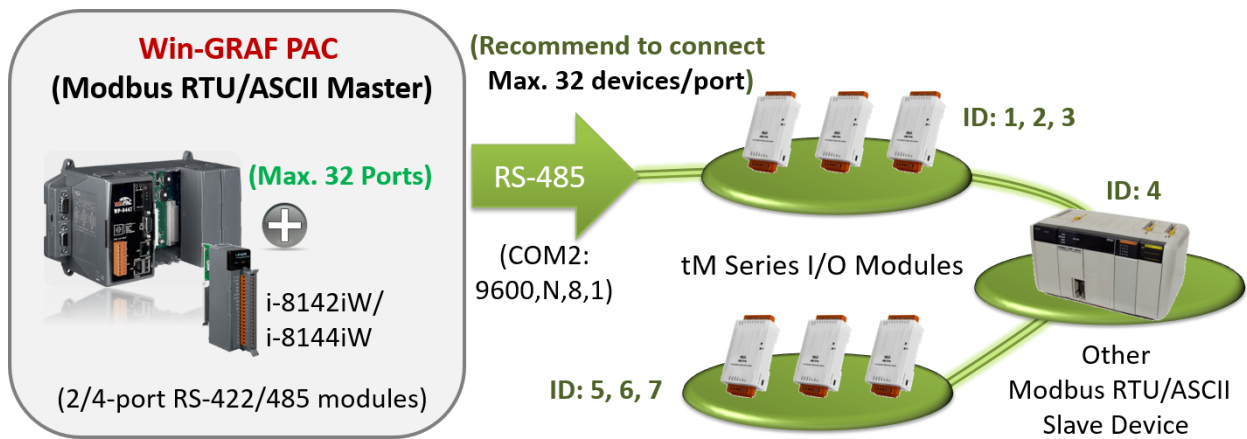 Win-GRAF PAC
(Modbus RTU/ASCII Master)
(Max. 32 Ports)
i-8142iW/
i-8144iW
(2/4-port RS-422/485 modules)
(Recommend to connect
Max. 32 devices/port)
RS-485
(COM2:
9600,N,8,1)
ID: 1, 2, 3
ID: 4
tM Series I/O Modules
ID: 5, 6, 7
Other
Modbus RTU/ASCII
Slave Device